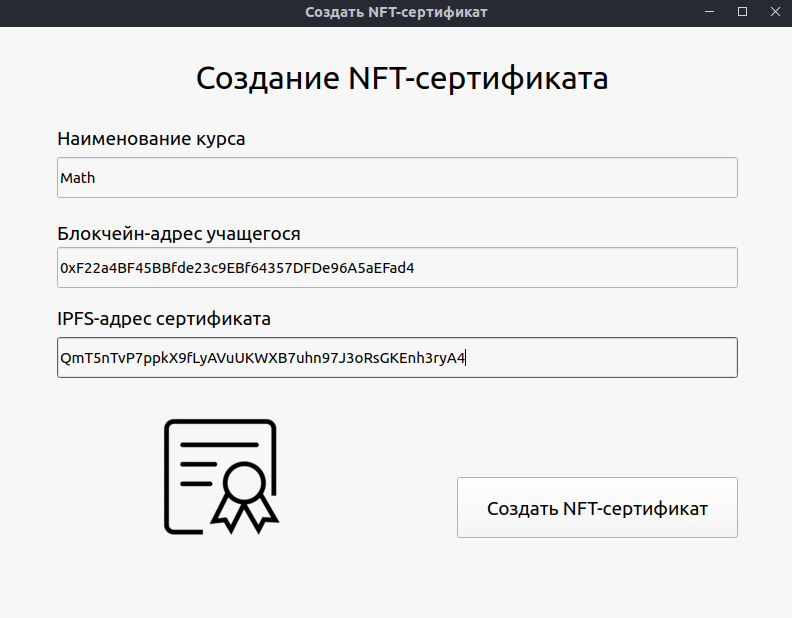 Создать NFT-сертификат
Создание NFT-сертификата
Наименование курса
Math
Блокчейн-адрес учащегося
0xF22a4BF45BBfde23c9EBf64357DFDe96A5aEFad4
IPFS-адрес сертификата
QmT5nTvP7ppkX9fLyAVuUKWXB7uhn97J3oRsGKEnh3ryA4
Создать NFT-сертификат